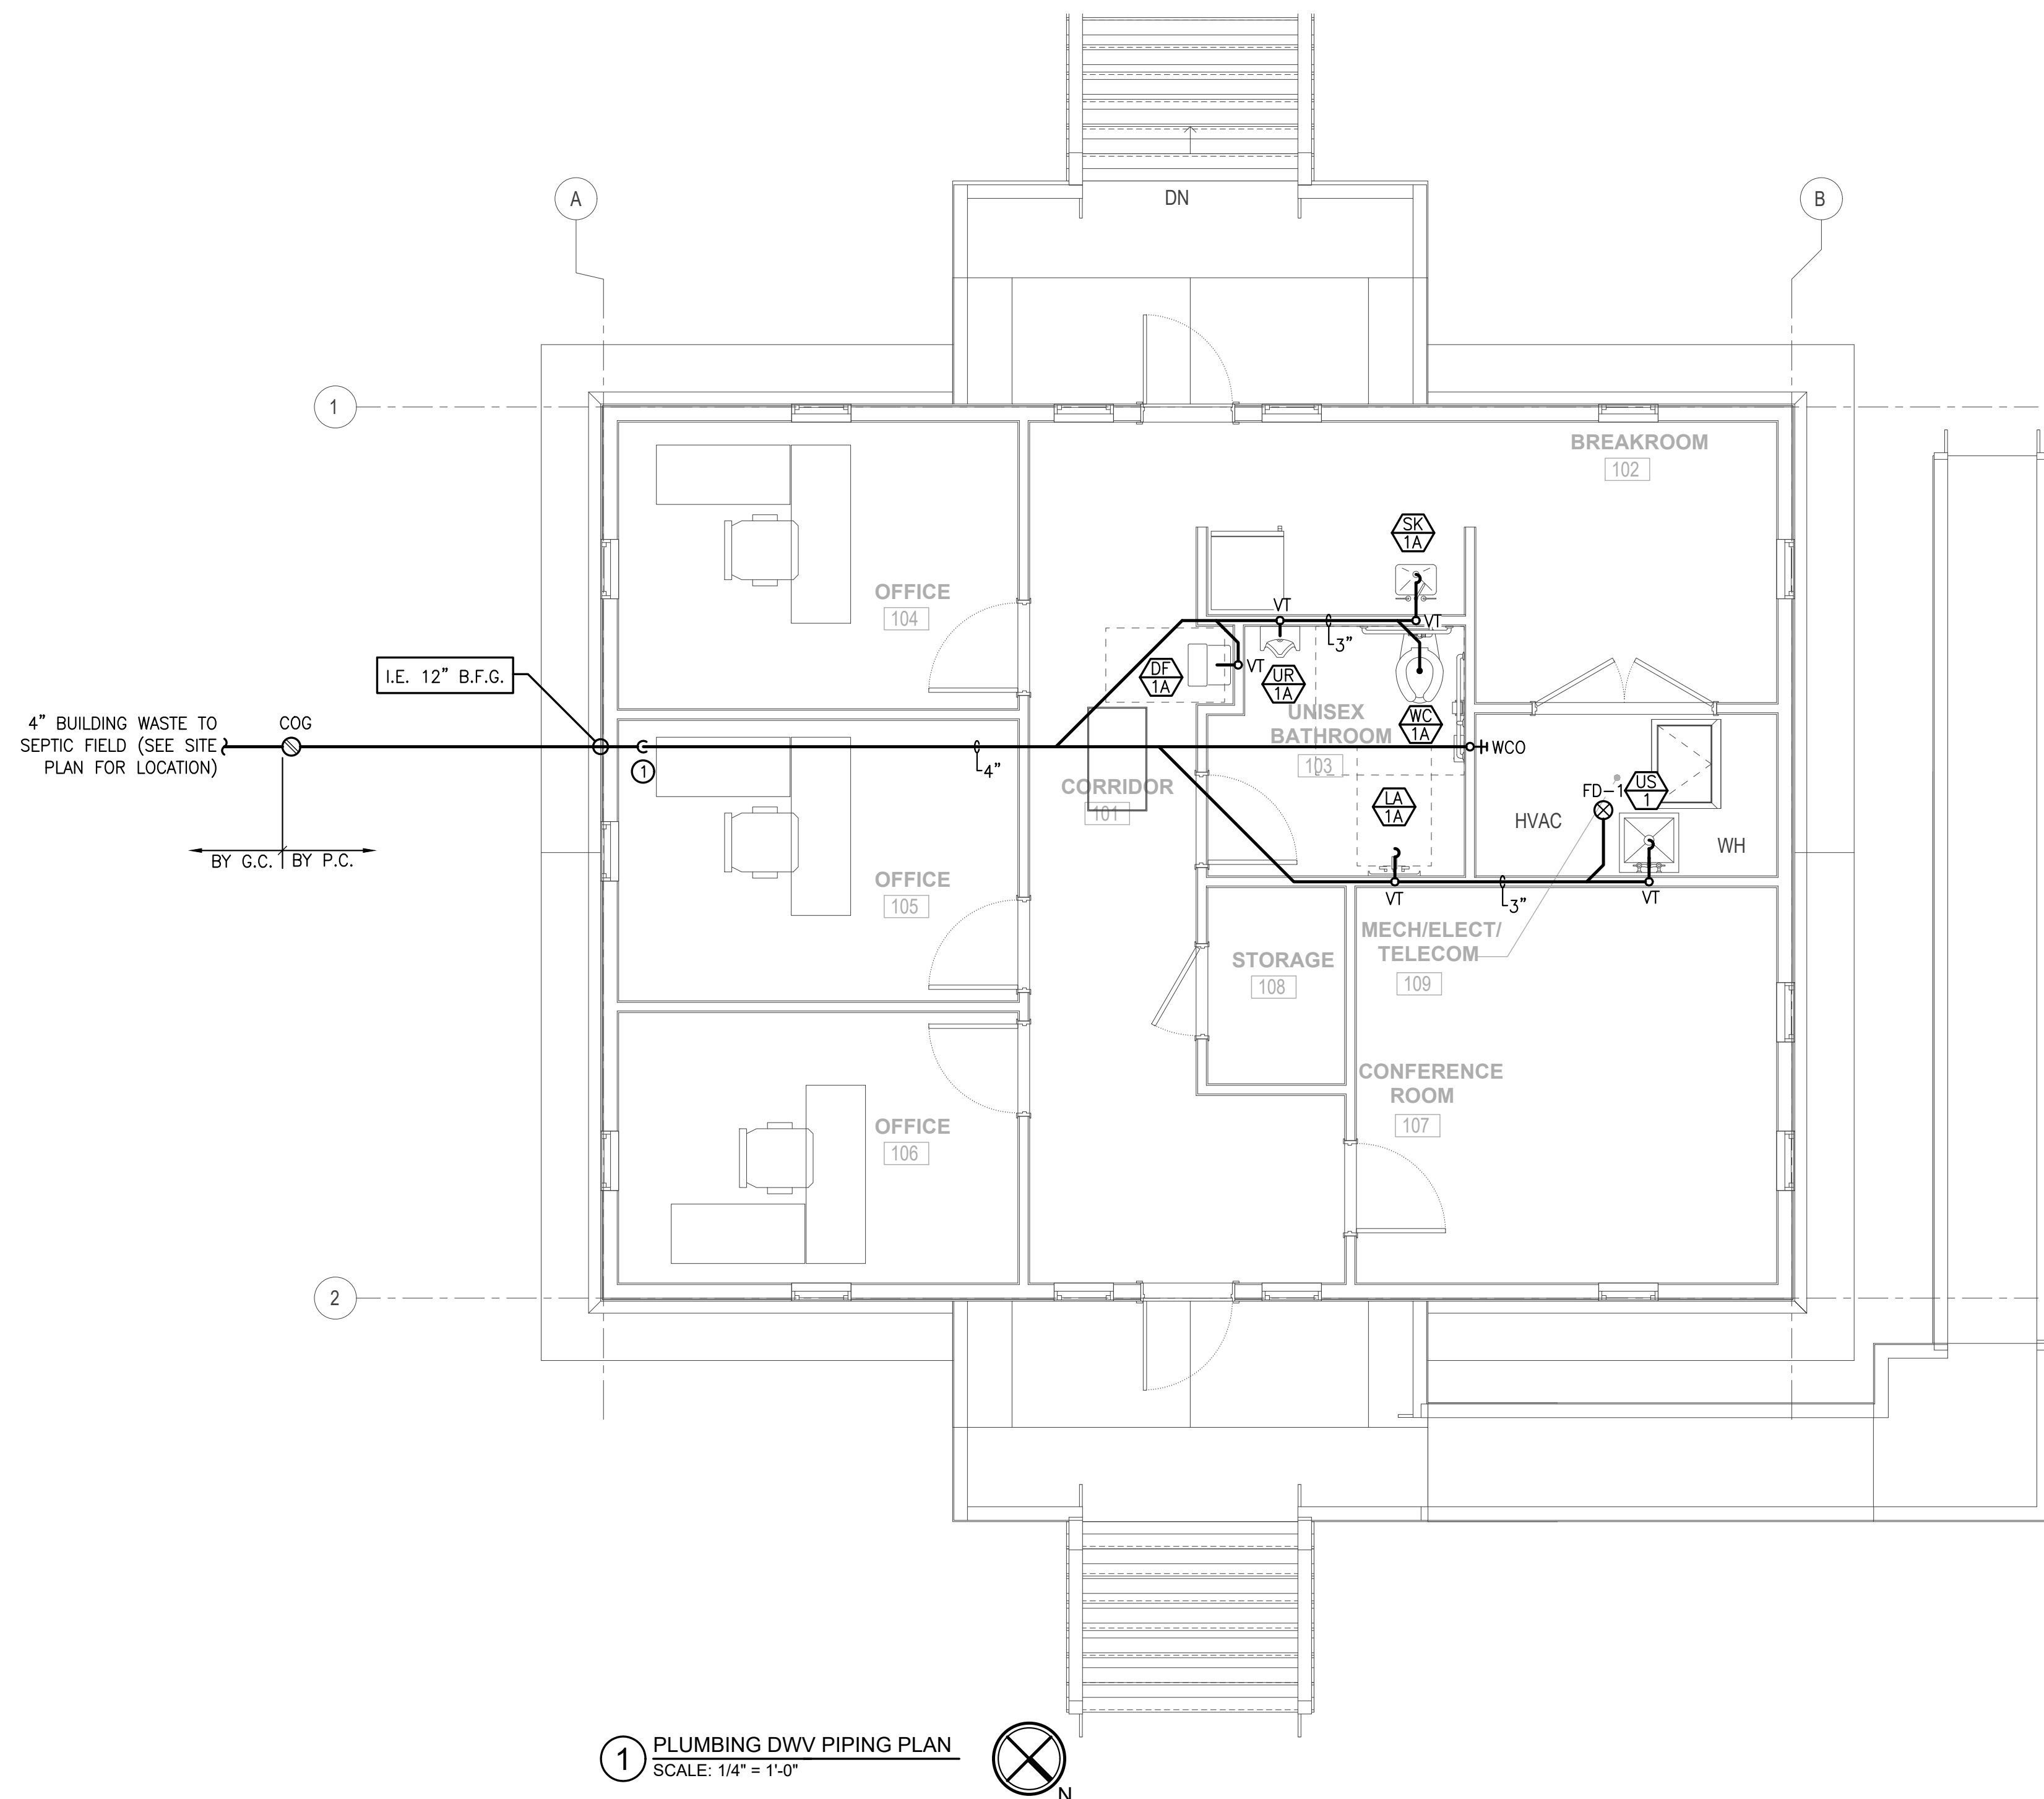 DN
A
B
1
BREAKROOM
102
SK
1A
OFFICE
104
VT
VT
3"
DF
1A
VT
UR
1A
I.E. 12" B.F.G.
UNISEX
BATHROOM
103
WC
1A
4" BUILDING WASTE TO
SEPTIC FIELD (SEE SITE
PLAN FOR LOCATION)
COG
1
4"
WCO
CORRIDOR
101
LA
1A
FD-1
US
1
HVAC
WH
BY G.C.
BY P.C.
OFFICE
105
VT
3"
VT
MECH/ELECT/
TELECOM
109
STORAGE
108
CONFERENCE
ROOM
107
OFFICE
106
2
1
PLUMBING DWV PIPING PLAN
SCALE: 1/4" = 1'-0"
N